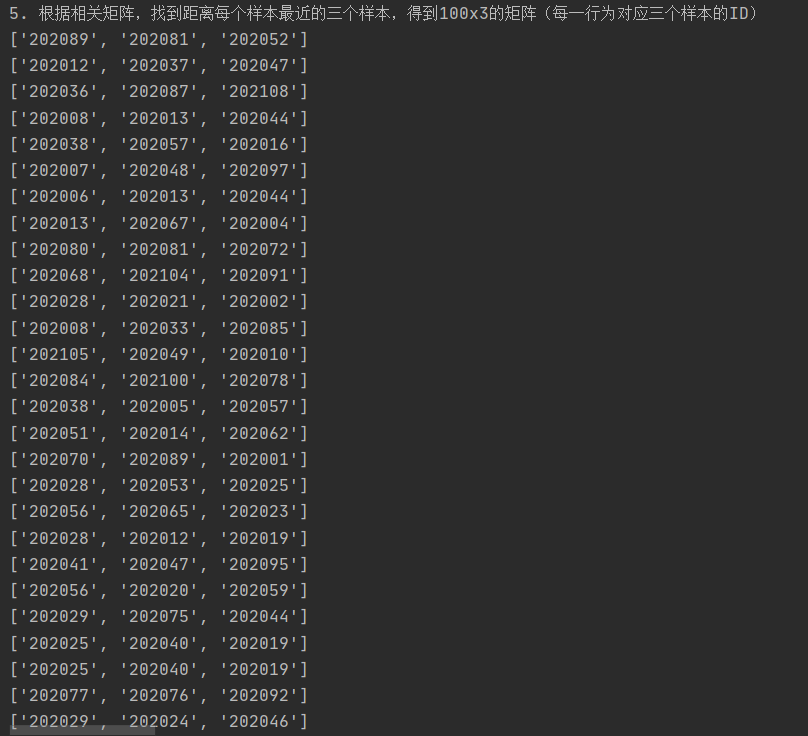 5. 根据相关矩阵，找到距离每个样本最近的三个样本，得到100x3的矩阵（每一行为对应三个样本的ID）
['202089', '202081', '202052']
['202012', '202037', '202047']
['202036', '202087', '202108']
['202008', '202013', '202044']
['202038', '202057', '202016']
['202007', '202048', '202097']
['202006', '202013', '202044']
['202013', '202067', '202004']
['202080', '202081', '202072']
['202068', '202104', '202091']
['202028', '202021', '202002']
['202008', '202033', '202085']
['202105', '202049', '202010']
['202084', '202100', '202078']
['202038', '202005', '202057']
['202051', '202014', '202062']
['202070', '202089', '202001']
['202028', '202053', '202025']
['202056', '202065', '202023']
['202028', '202012', '202019']
['202041', '202047', '202095']
['202056', '202020', '202059']
['202029', '202075', '202044']
['202025', '202040', '202019']
['202025', '202040', '202019']
['202077', '202076', '202092']
['202029', '202024', '202046']